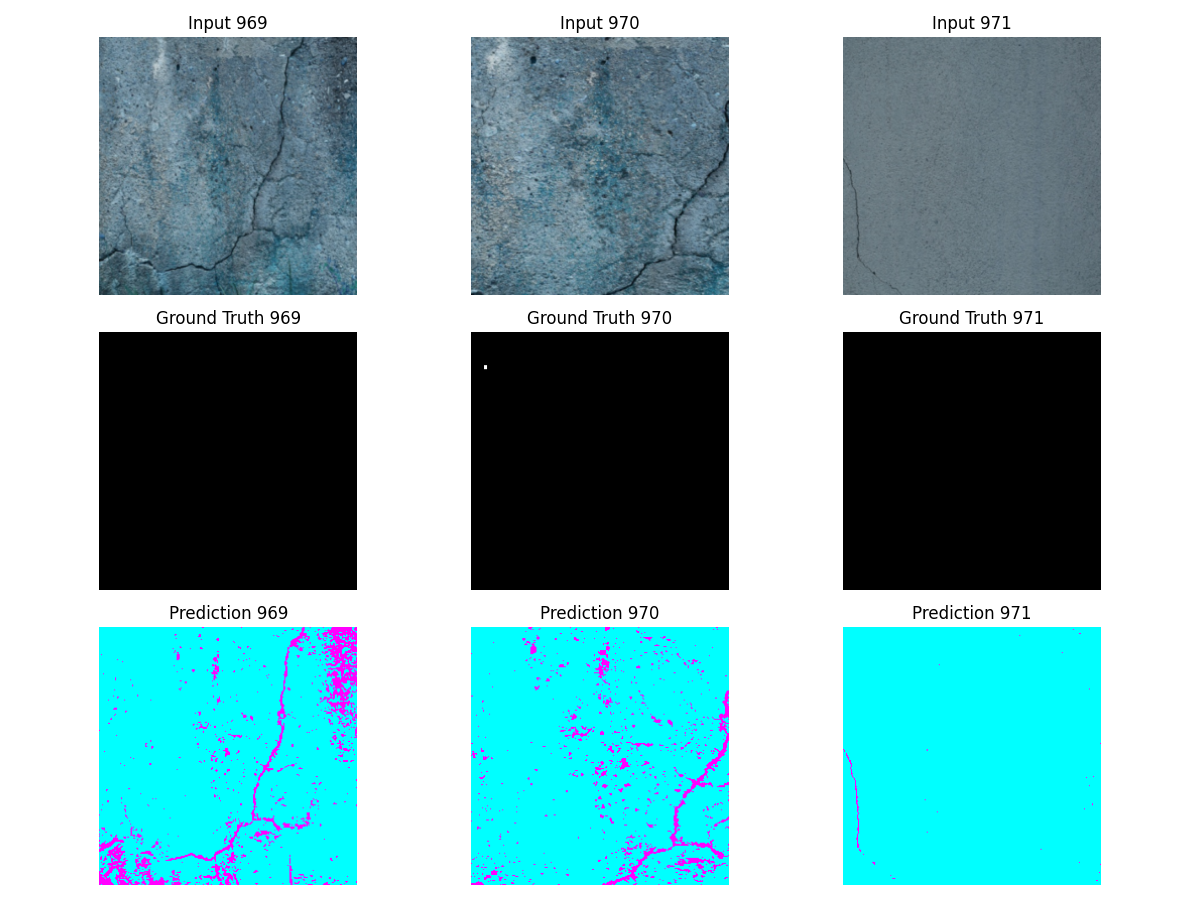 Input 969
Input 970
Input 971
Ground Truth 969
Ground Truth 970
Ground Truth 971
Prediction 969
Prediction 970
Prediction 971